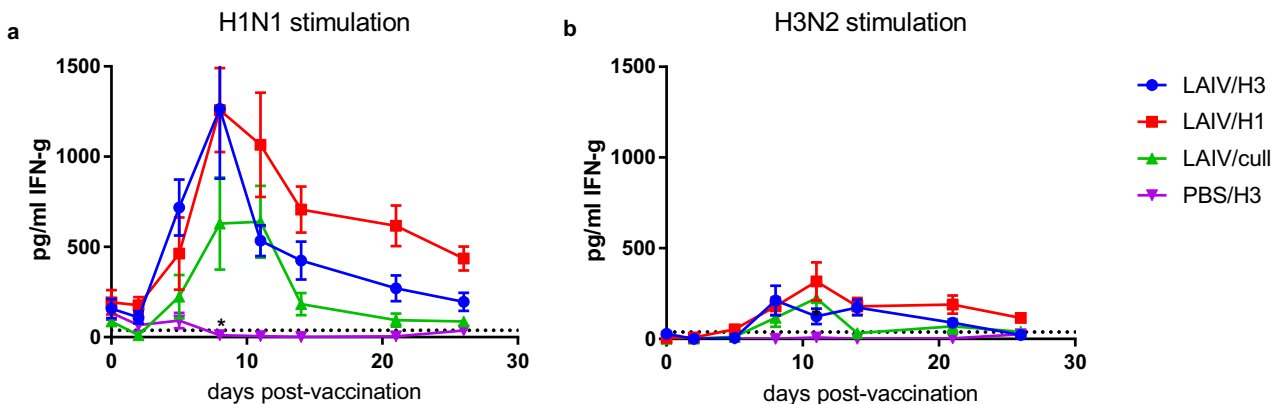 a
H1N1 stimulation
pg/ml IFN-g
1500
1000
500
0
*
0 10 20 30
days post-vaccination
b
H3N2 stimulation
pg/ml IFN-g
1500
1000
500
0
*
0 10 20 30
days post-vaccination
LAIV/H3
LAIV/H1
LAIV/cull
PBS/H3